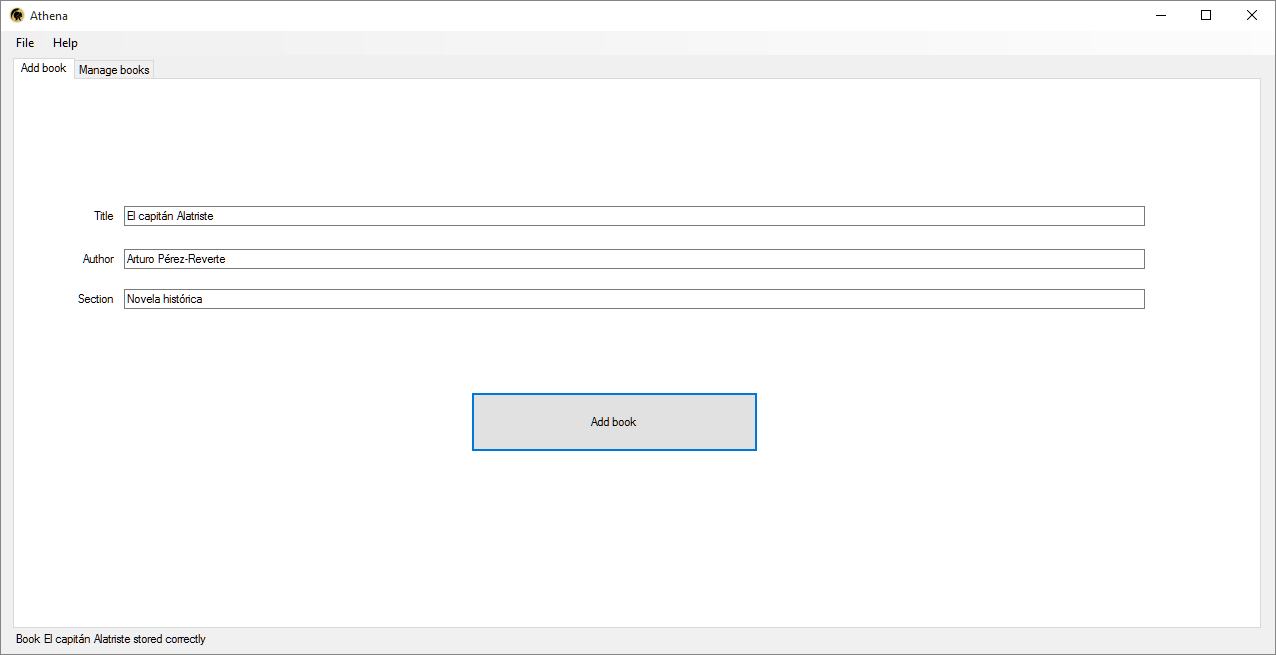 Athena
File Help
Add book Manage books
Title El capitán Alatriste
Author Arturo Pérez-Reverte
Section Novela histórica
Add book
Book El capitán Alatriste stored correctly